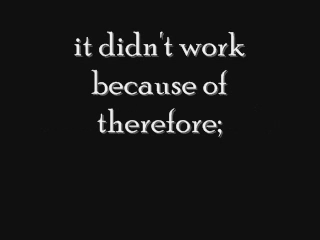 it didn't work
because of
therefore;